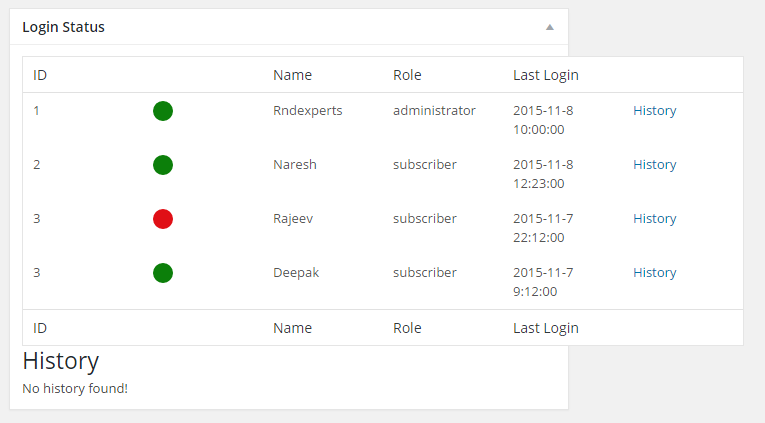 Login Status
ID Name Role Last Login
1 Rndexperts administrator 2015-11-8 History
10:00:00
2 Naresh subscriber 2015-11-8 History
12:23:00
3 Rajeev subscriber 2015-11-7 History
22:12:00
3 Deepak subscriber 2015-11-7 History
9:12:00
ID Name Role Last Login
History
No history found!